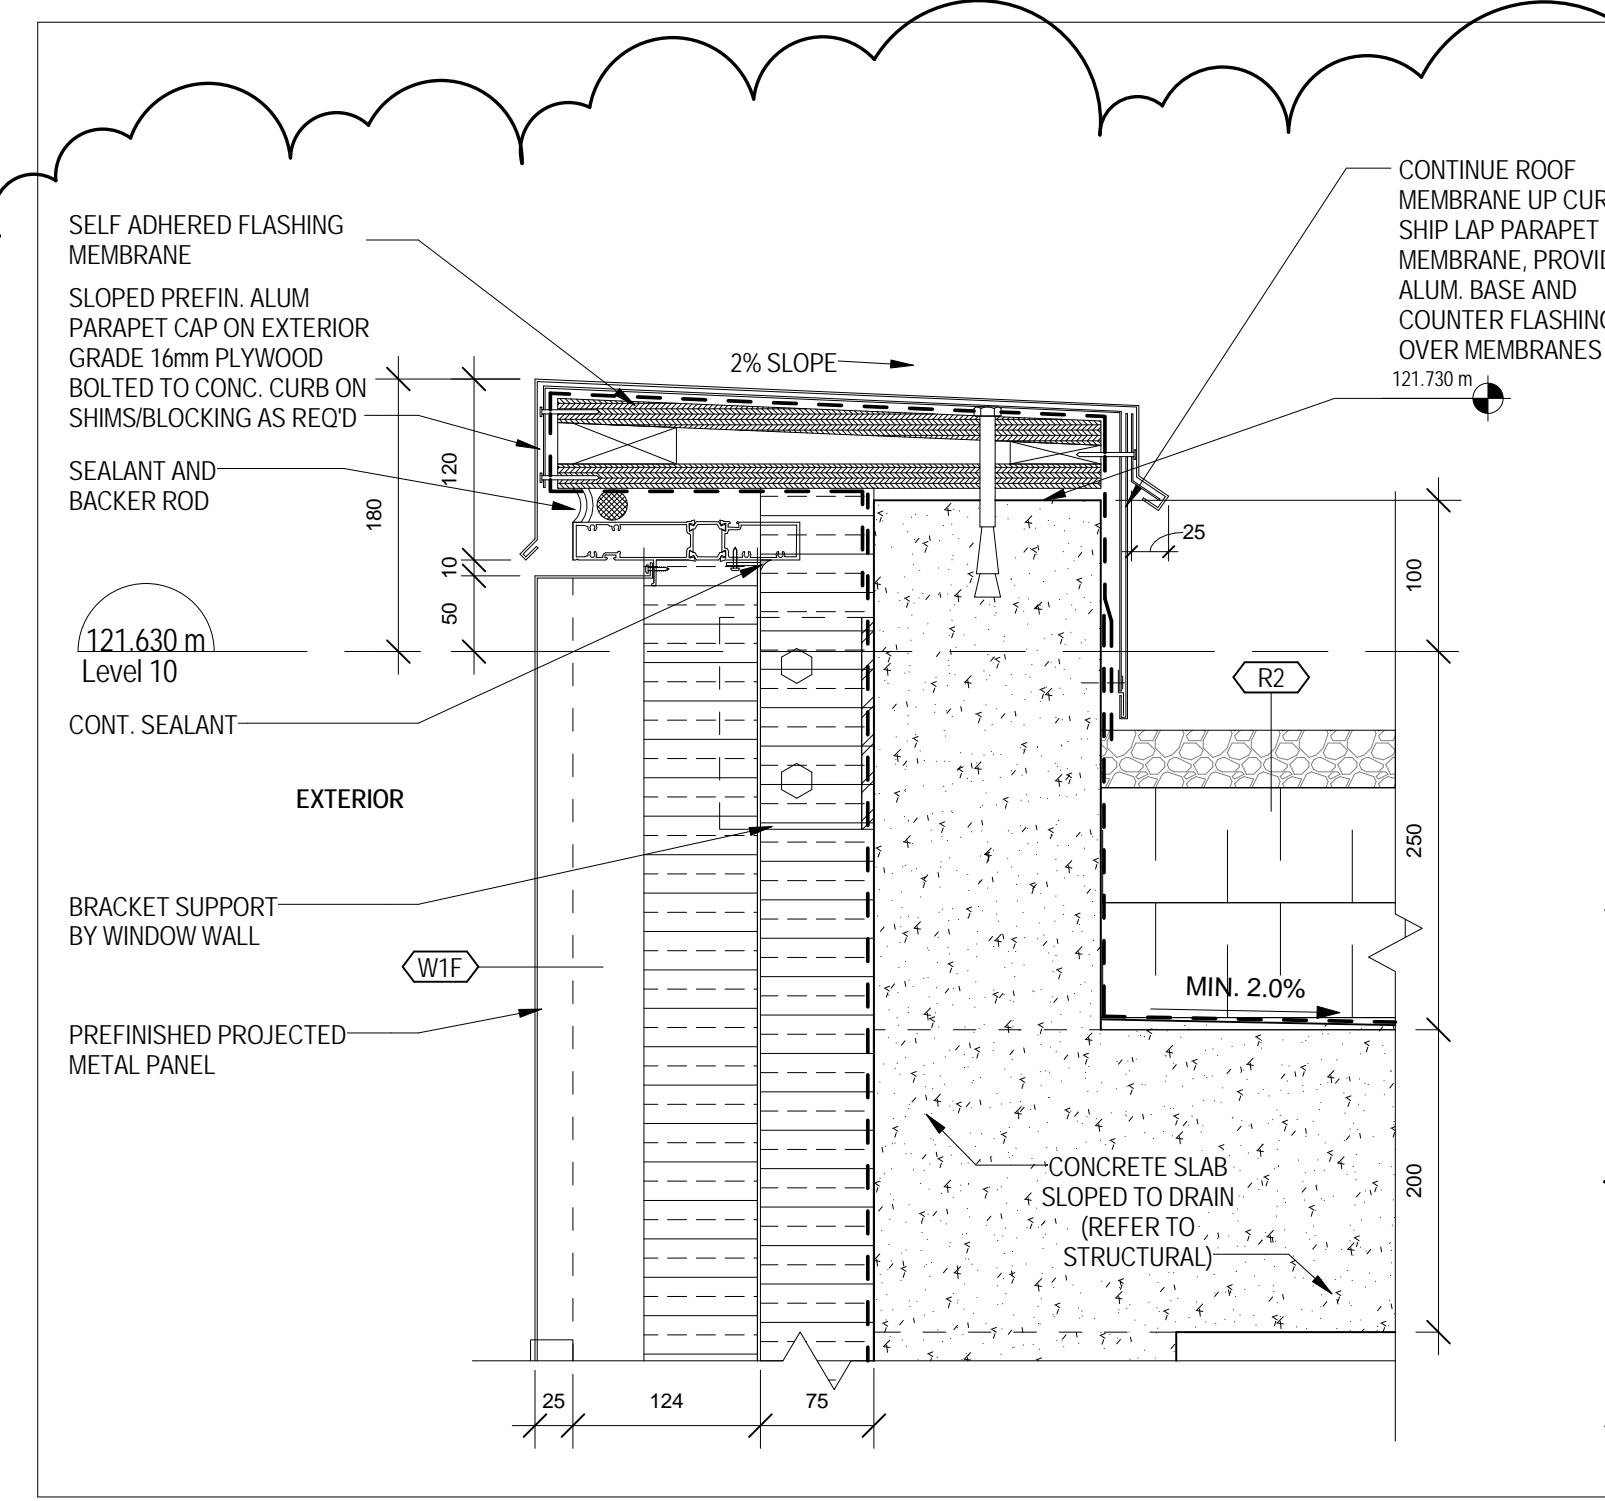 SELF ADHERED FLASHING
MEMBRANE
SLOPED PREFIN. ALUM
PARAPET CAP ON EXTERIOR
GRADE 16mm PLYWOOD
BOLTED TO CONC. CURB ON
SHIMS/BLOCKING AS REQ'D
SEALANT AND
BACKER ROD
121.630 m
Level 10
CONT. SEALANT
EXTERIOR
BRACKET SUPPORT
BY WINDOW WALL
W1F
PREFINISHED PROJECTED
METAL PANEL
180
120
10
50
2% SLOPE
CONTINUE ROOF
MEMBRANE UP CUR
SHIP LAP PARAPET
MEMBRANE, PROVID
ALUM. BASE AND
COUNTER FLASHING
OVER MEMBRANES
121.730 m
25
100
R2
250
MIN. 2.0%
CONCRETE SLAB
SLOPED TO DRAIN
(REFER TO
STRUCTURAL)
200
25
124
75